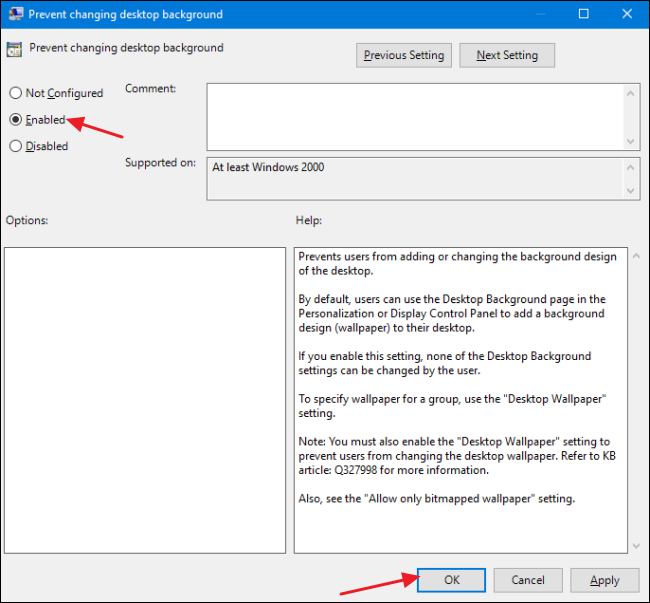 Prevent changing desktop background
Prevent changing desktop background
Previous Setting
Next Setting
Not Configured
Enabled
Disabled
Comment:
Supported on:
At least Windows 2000
Options:
Help:
Prevents users from adding or changing the background design
of the desktop.
By default, users can use the Desktop Background page in the
Personalization or Display Control Panel to add a background
design (wallpaper) to their desktop.
If you enable this setting, none of the Desktop Background
settings can be changed by the user.
To specify wallpaper for a group, use the "Desktop Wallpaper"
setting.
Note: You must also enable the "Desktop Wallpaper" setting to
prevent users from changing the desktop wallpaper. Refer to KB
article: Q327998 for more information.
Also, see the "Allow only bitmapped wallpaper" setting.
OK
Cancel
Apply